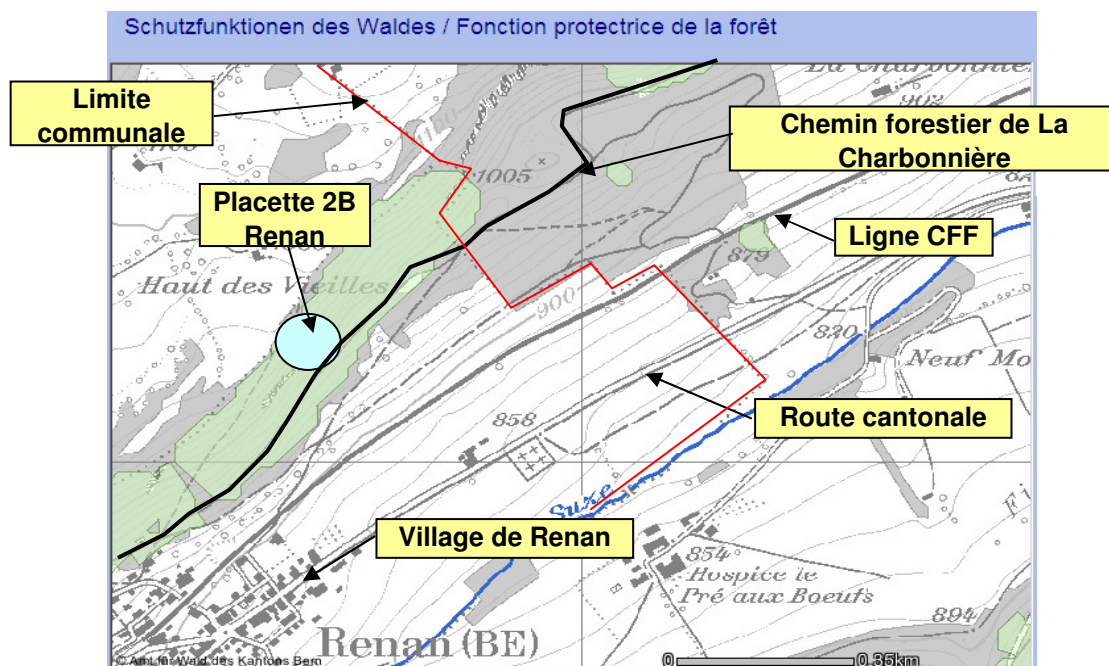 Schutzfunktionen des Waldes / Fonction protectrice de la forêt
Limite
communale
La Charbonniè
902
Chemin forestier de La
Charbonnière
1100
1005
Placette 2B
Renan
Ligne CFF
879
Haut des Vieilles
900
820
Neuf Mo
Route cantonale
858
Suze
Village de Renan
854
Hospice le
Pré aux Boeufs
894
Renan (BE)
© Amt für Wald des Kantons Bern
0
0.35km